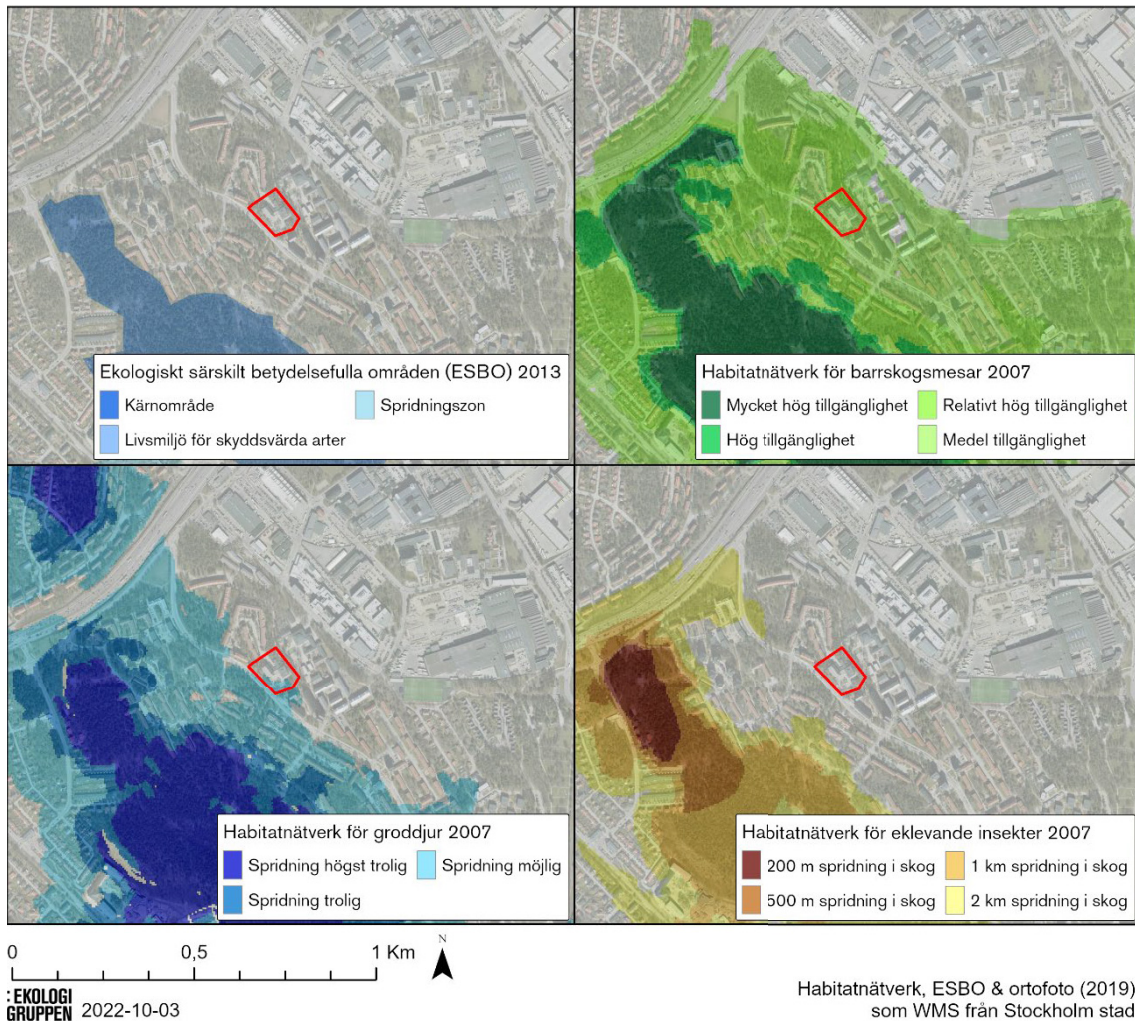 Ekologiskt särskilt betydelsefulla områden (ESBO) 2013
Kärnområde
Spridningszon
Livsmiljö för skyddsvärda arter
Habitatnätverk för barrskogsmesar 2007
Mycket hög tillgänglighet
Relativt hög tillgänglighet
Hög tillgänglighet
Medel tillgänglighet
Habitatnätverk för groddjur 2007
Spridning högst trolig
Spridning möjlig
Spridning trolig
Habitatnätverk för eklevande insekter 2007
200 m spridning i skog
1 km spridning i skog
500 m spridning i skog
2 km spridning i skog
0 0,5 1 Km
N
:EKOLOGI
GRUPPEN 2022-10-03
Habitatnätverk, ESBO & ortofoto (2019)
som WMS från Stockholm stad